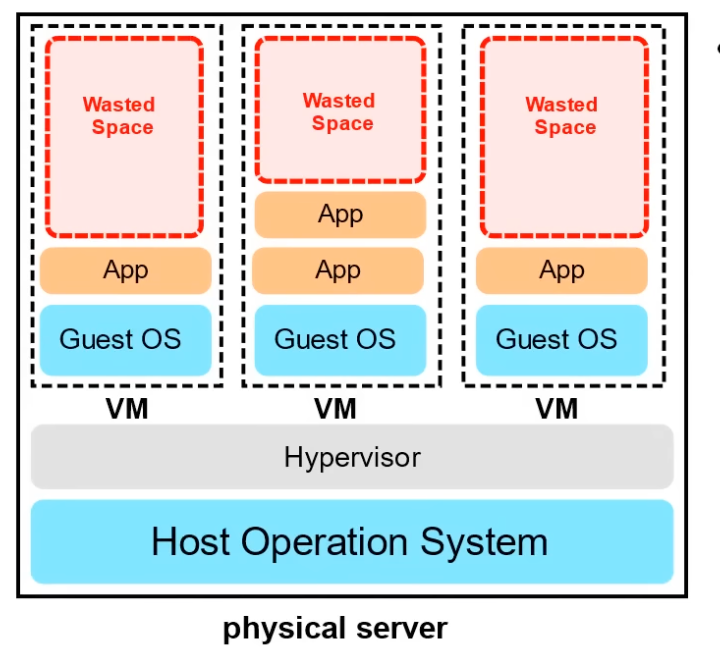 Wasted
Space
Wasted
Space
Wasted
Space
App
App
App
App
Guest OS
Guest OS
Guest OS
VM
VM
VM
Hypervisor
Host Operation System
physical server